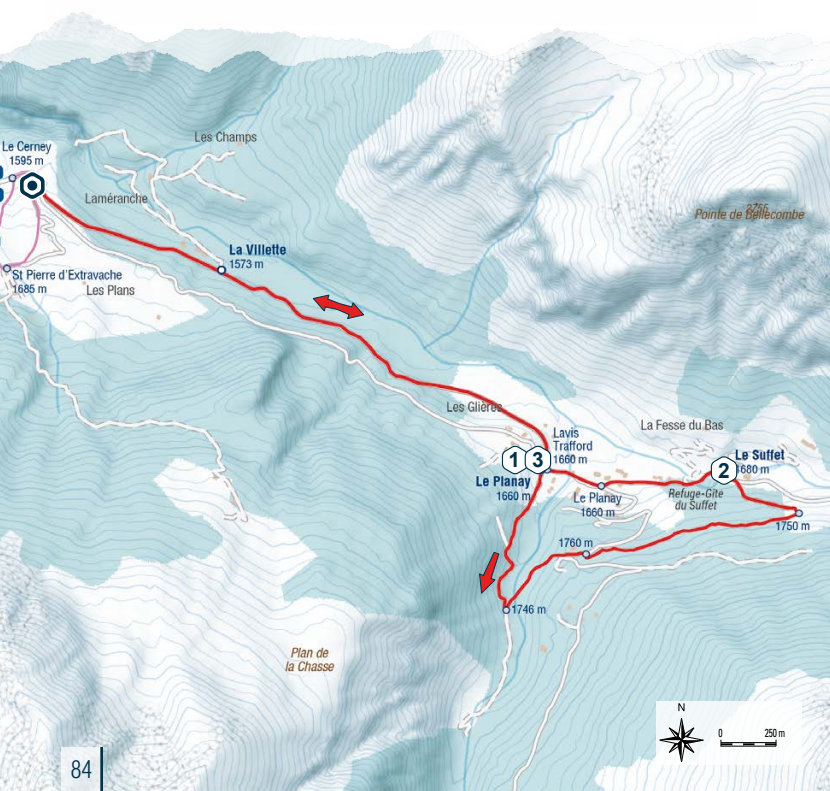 Le Cerney
1595 m
Les Champs
Laméranche
St Pierre d'Extravache
1685 m
Les Plans
La Villette
1573 m
2755
Pointe de Bellecombe
Les Glières
Lavis
Trafford
1660 m
1
3
Le Planay
1660 m
La Fesse du Bas
2
Le Suffet
1680 m
Le Planay
1660 m
Refuge-Gîte
du Suffet
1750 m
1760 m
1746 m
Plan de
la Chasse
N
0
250 m
84